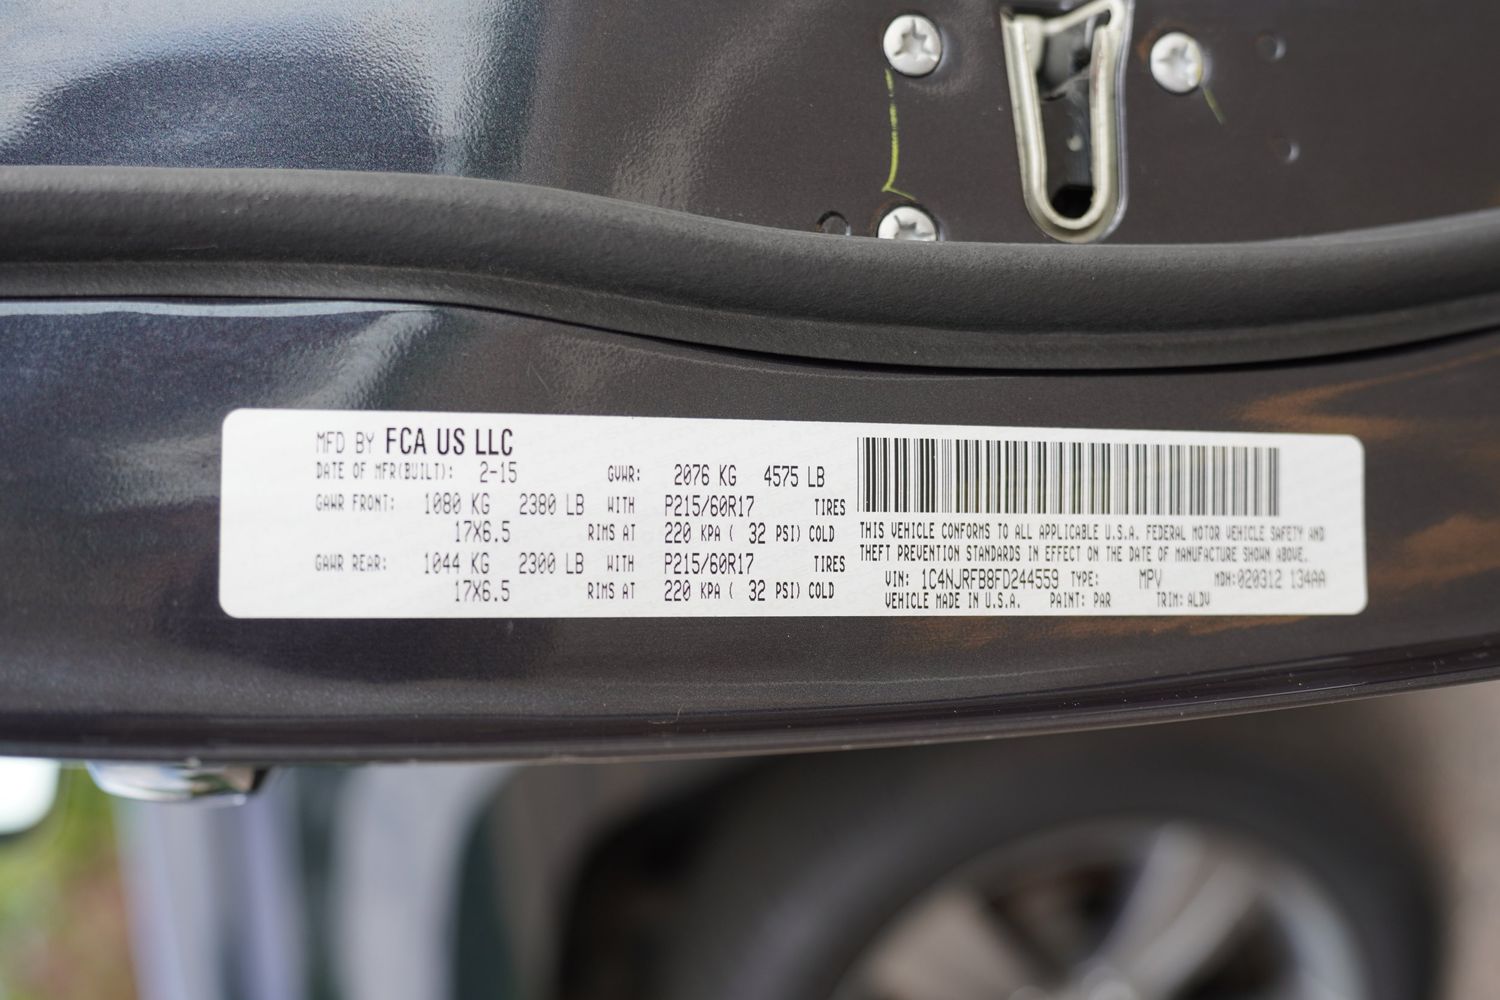 MFD BY FCA US LLC
DATE OF MFR(BUILT): 2-15 GVWR: 2076 KG 4575 LB
GAWR FRONT: 1080 KG 2380 LB WITH P215/60R17 TIRES
17X6.5 RIMS AT 220 KPA ( 32 PSI) COLD
GAWR REAR: 1044 KG 2300 LB WITH P215/60R17 TIRES
17X6.5 RIMS AT 220 KPA ( 32 PSI) COLD
THIS VEHICLE CONFORMS TO ALL APPLICABLE U.S.A. FEDERAL MOTOR VEHICLE SAFETY AND
THEFT PREVENTION STANDARDS IN EFFECT ON THE DATE OF MANUFACTURE SHOWN ABOVE.
VIN: 1C4NJRFB8FD244559 TYPE: MPV MDH:020312 134AA
VEHICLE MADE IN U.S.A. PAINT: PAR TRIM: ALDV